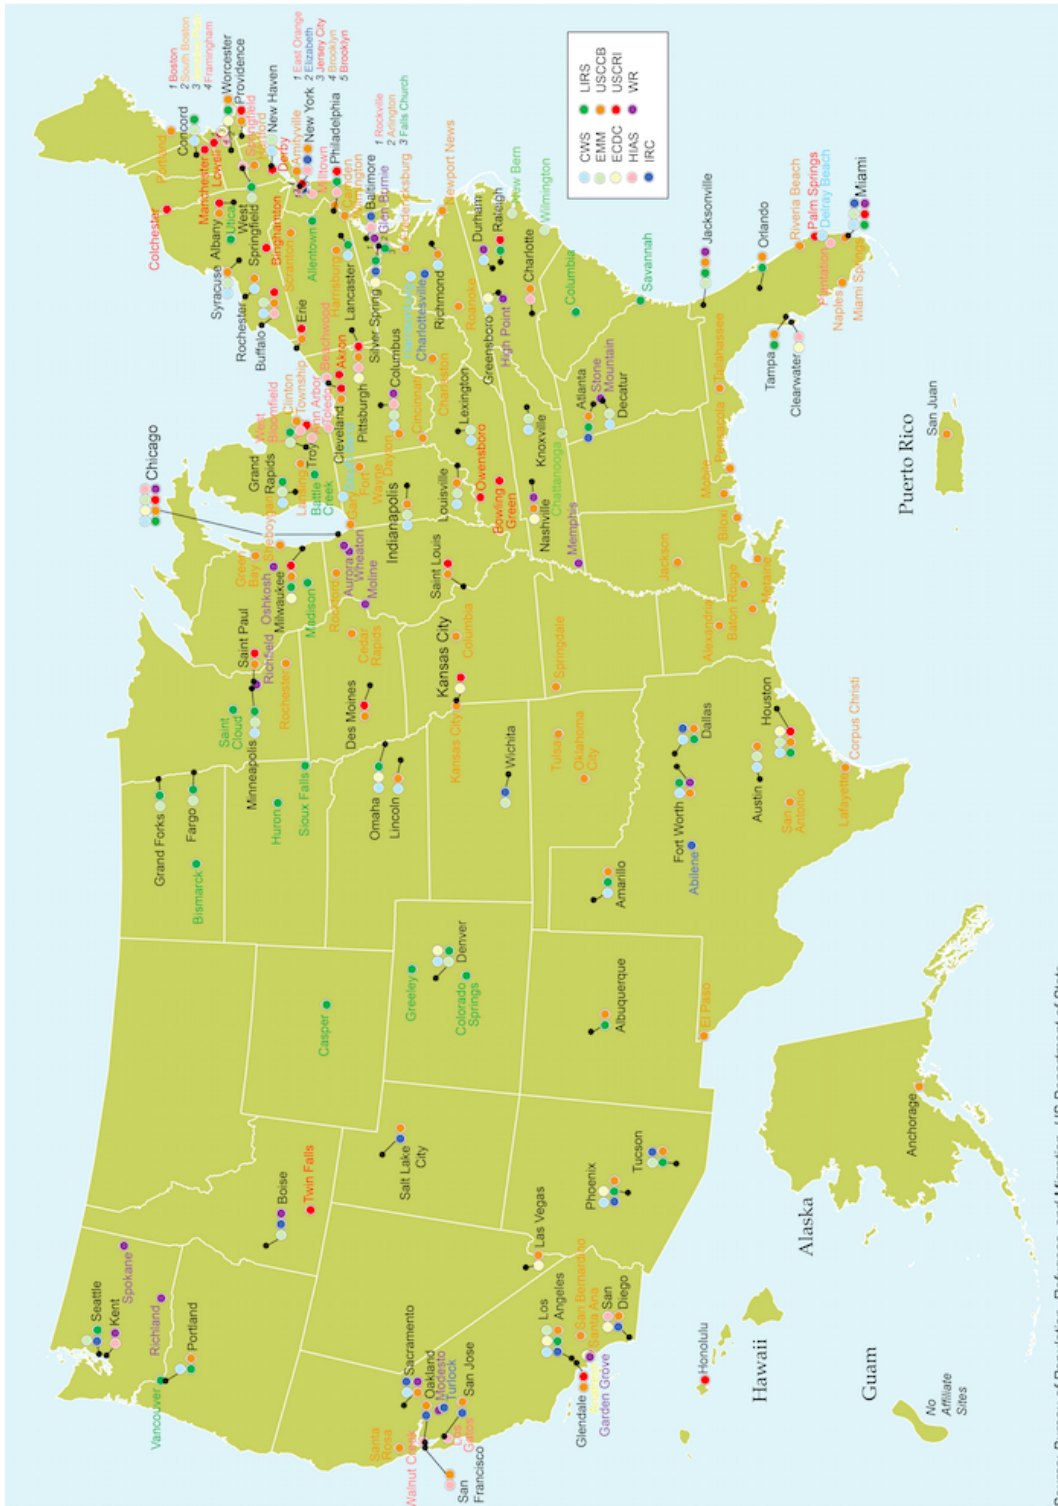 Vancouver
Seattle
Kent
Spokane
Richland
Portland
Boise
Twin Falls
Santa
Rosa
Walnut Creek
Sacramento
Oakland
Modesto
Turlock
San Jose
Los
Gatos
San
Francisco
Las Vegas
Los
Angeles
San Bernardino
Santa Ana
Garden Grove
Glendale
San
Diego
Salt Lake
City
Phoenix
Tucson
Casper
Greeley
Denver
Colorado
Springs
Albuquerque
El Paso
Grand Forks
Fargo
Bismarck
Huron
Sioux Falls
Omaha
Lincoln
Wichita
Tulsa
Oklahoma
City
Amarillo
Fort Worth
Dallas
Abilene
Austin
San
Antonio
Houston
Lafayette
Corpus Christi
Saint
Cloud
Minneapolis
Saint Paul
Richfield
Rochester
Des Moines
Cedar
Rapids
Kansas City
Kansas City
Columbia
Saint Louis
Springdale
Green
Bay
Oshkosh
Sheboygan
Milwaukee
Madison
Chicago
Rockford
Aurora
Wheaton
Moline
Gary
Indianapolis
Fort
Wayne
Grand
Rapids
Lansing
Battle
Creek
Troy
West
Bloomfield
Clinton
Township
Ann Arbor
Toledo
Beechwood
Cleveland
Akron
Dayton
Columbus
Cincinnati
Pittsburgh
Erie
Louisville
Lexington
Owensboro
Bowling
Green
Nashville
Knoxville
Chattanooga
Memphis
Jackson
Alexandria
Baton Rouge
Metairie
Biloxi
Mobile
Pensacola
Talahassee
Atlanta
Stone
Mountain
Decatur
Savannah
Columbia
Charlotte
Greensboro
High Point
Durham
Raleigh
New Bern
Wilmington
Charleston
Roanoke
Richmond
Charlottesville
Newport News
Fredericksburg
Silver Spring
Baltimore
Glen Burnie
1 Rockville
2 Arlington
3 Falls Church
Lancaster
Harrisburg
Allentown
Scranton
Philadelphia
Camden
Wilmington
Milltown
New York
Amityville
1 East Orange
2 Elizabeth
3 Jersey City
4 Brooklyn
5 Brooklyn
Buffalo
Rochester
Syracuse
Albany
Utica
Binghamton
West
Springfield
Colchester
Manchester
Lowell
Concord
Portland
1 Boston
2 South Boston
3
4 Framingham
Worcester
Providence
Springfield
Hartford
New Haven
Derby
Jacksonville
Orlando
Tampa
Clearwater
Riveria Beach
Palm Springs
Delray Beach
Plantation
Naples
Miami Springs
Miami
CWS
EMM
ECDC
HIAS
IRC
LIRS
USCCB
USCRI
WR
Puerto Rico
San Juan
Alaska
Anchorage
Hawaii
Honolulu
Guam
No
Affiliate
Sites